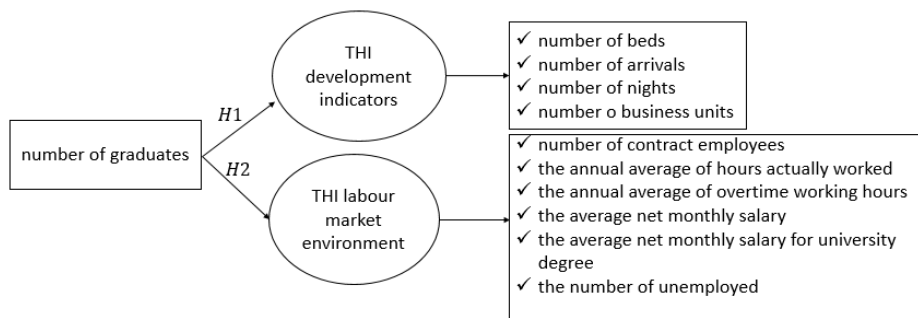 number of graduates
H1
H2
THI
development
indicators
✓ number of beds
✓ number of arrivals
✓ number of nights
✓ number o business units
THI labour
market
environment
✓ number of contract employees
✓ the annual average of hours actually worked
✓ the annual average of overtime working hours
✓ the average net monthly salary
✓ the average net monthly salary for university
degree
✓ the number of unemployed